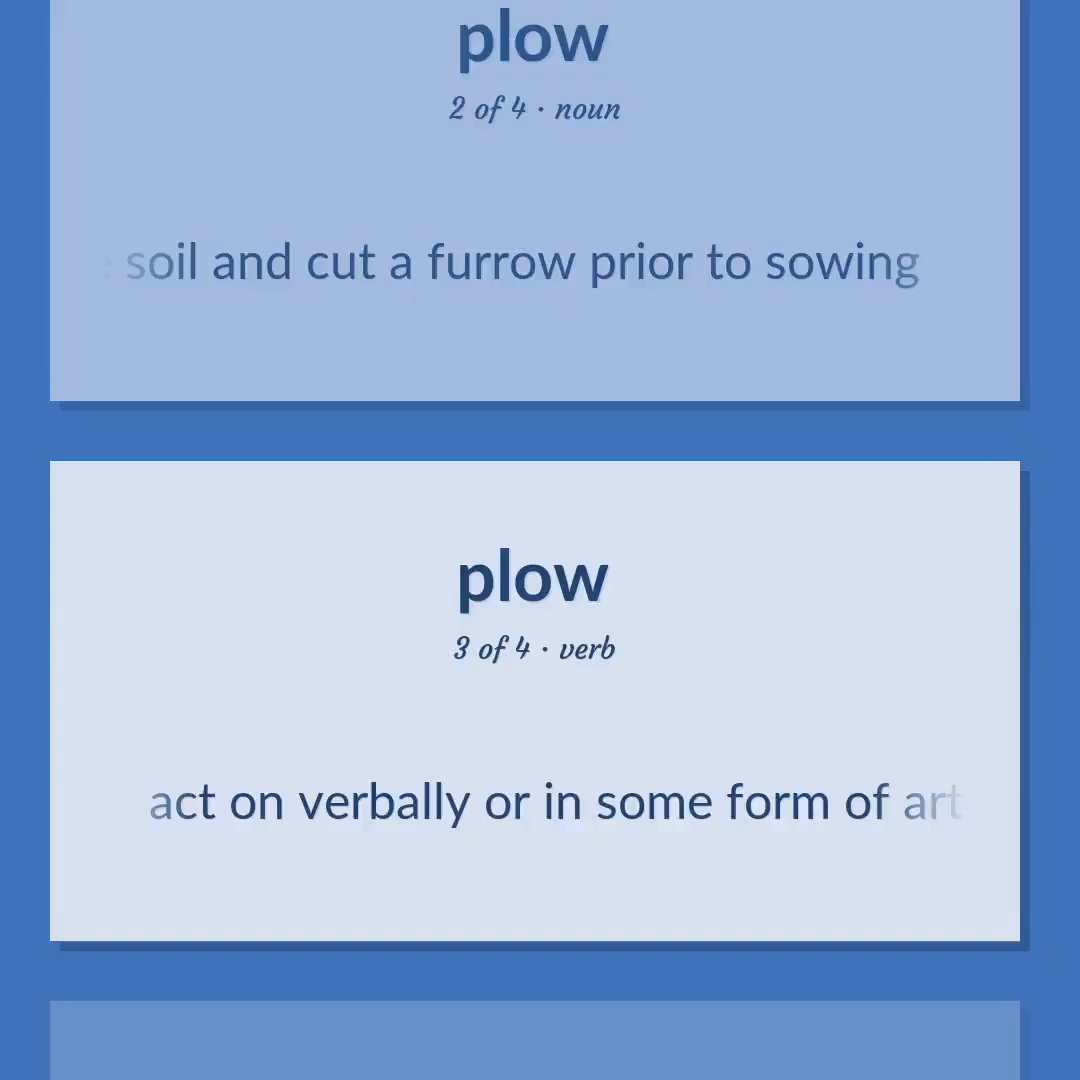 plow
2 of 4 · noun
soil and cut a furrow prior to sowing
plow
3 of 4 · verb
act on verbally or in some form of art